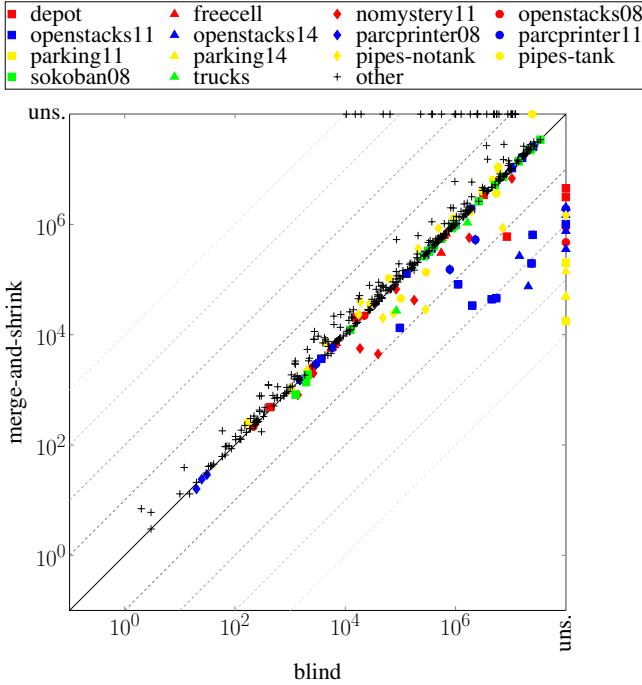 depot freecell nomystery11 openstacks08
openstacks11 openstacks14 parcprinter08 parcprinter11
parking11 parking14 pipes-notank pipes-tank
sokoban08 trucks other
uns.
10^6
10^4
10^2
10^0
merge-and-shrink
10^0 10^2 10^4 10^6 uns.
blind